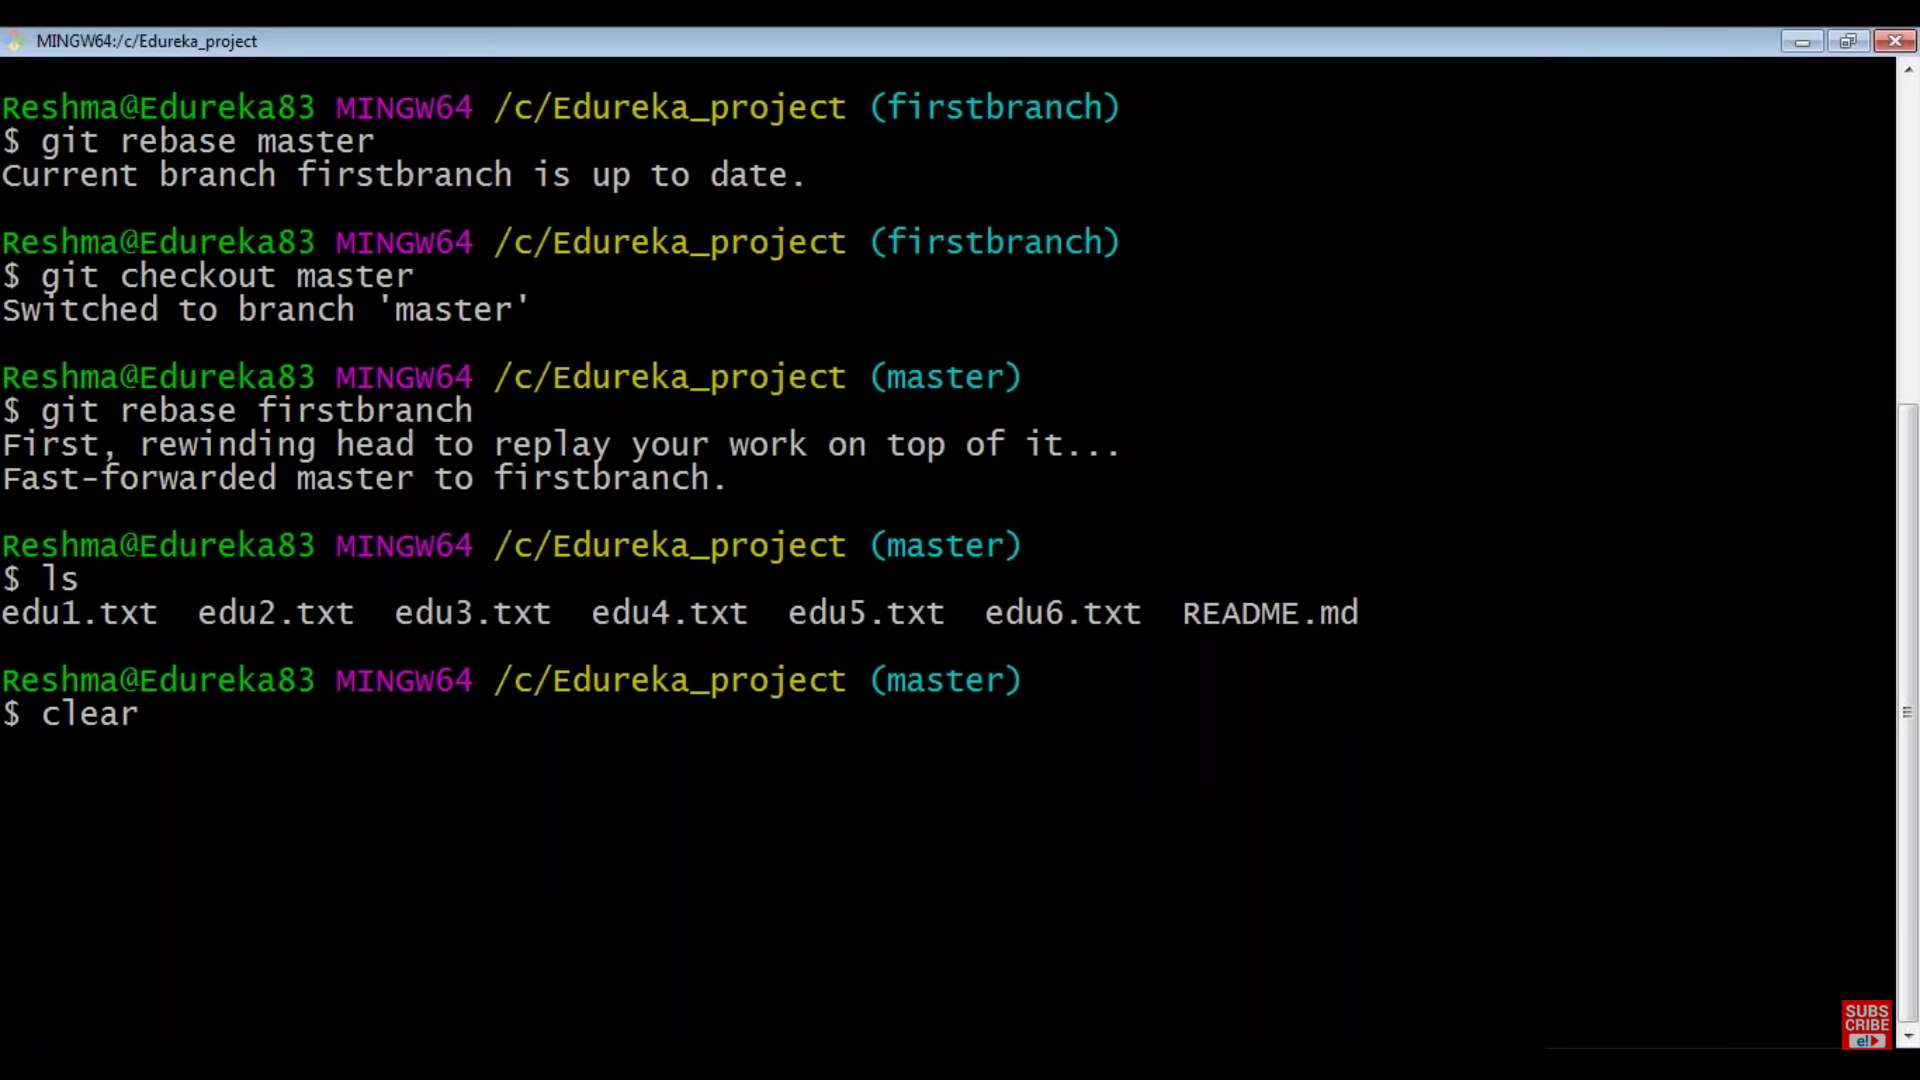 MINGW64:/c/Edureka_project
Reshma@Edureka83 MINGW64 /c/Edureka_project (firstbranch)
$ git rebase master
Current branch firstbranch is up to date.
Reshma@Edureka83 MINGW64 /c/Edureka_project (firstbranch)
$ git checkout master
Switched to branch 'master'
Reshma@Edureka83 MINGW64 /c/Edureka_project (master)
$ git rebase firstbranch
First, rewinding head to replay your work on top of it...
Fast-forwarded master to firstbranch.
Reshma@Edureka83 MINGW64 /c/Edureka_project (master)
$ ls
edu1.txt  edu2.txt  edu3.txt  edu4.txt  edu5.txt  edu6.txt  README.md
Reshma@Edureka83 MINGW64 /c/Edureka_project (master)
$ clear
SUBS
CRIBE
e!